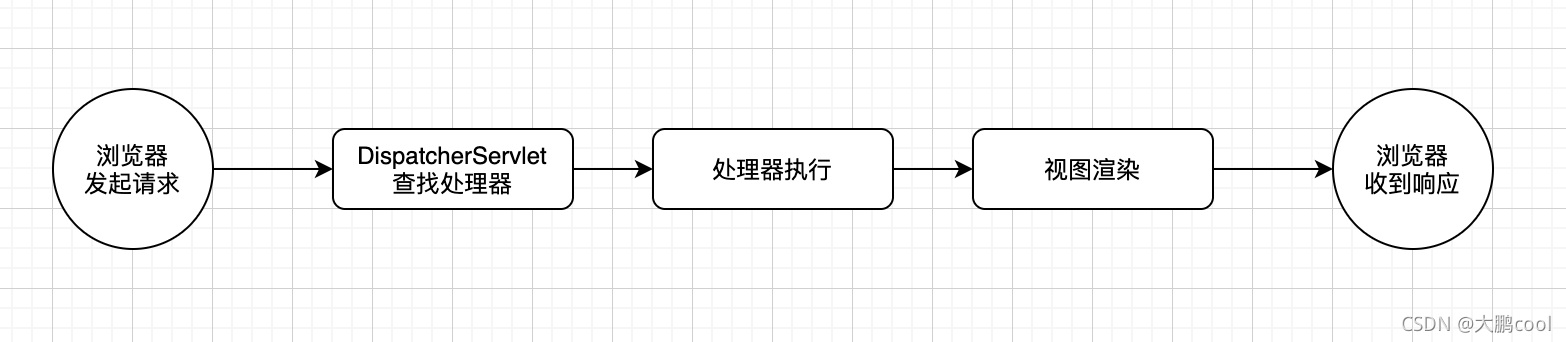 浏览器
发起请求
DispatcherServlet
查找处理器
处理器执行
视图渲染
浏览器
收到响应
CSDN @大鹏cool